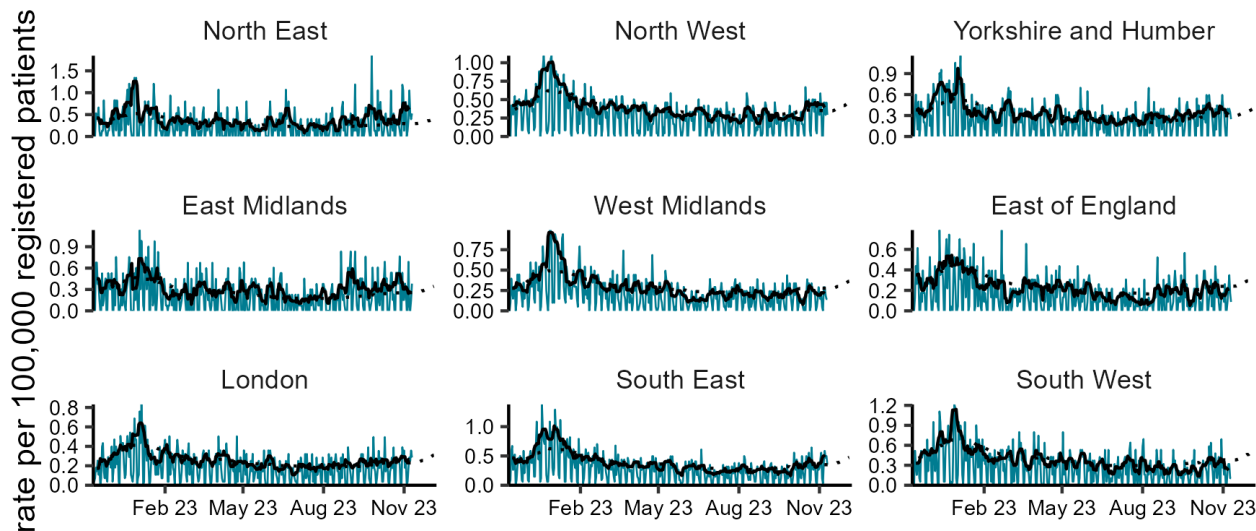 rate per 100,000 registered patients
North East
North West
Yorkshire and Humber
1.5
1.0
0.5
0.0
1.00
0.75
0.50
0.25
0.00
0.9
0.6
0.3
0.0
East Midlands
West Midlands
East of England
0.9
0.6
0.3
0.0
0.75
0.50
0.25
0.00
0.6
0.4
0.2
0.0
London
South East
South West
0.8
0.6
0.4
0.2
0.0
1.0
0.5
0.0
1.2
0.9
0.6
0.3
0.0
Feb 23 May 23 Aug 23 Nov 23
Feb 23 May 23 Aug 23 Nov 23
Feb 23 May 23 Aug 23 Nov 23